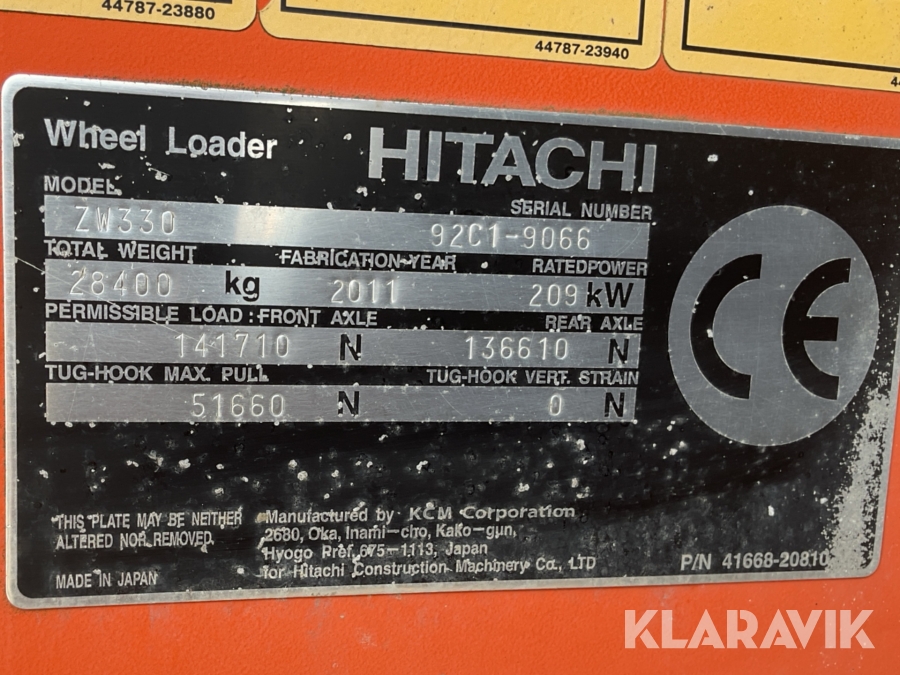 44787-23880
44787-23940
44
Wheel Loader HITACHI
MODEL SERIAL NUMBER
ZW330 92C1-9066
TOTAL WEIGHT FABRICATION-YEAR RATEDPOWER
28400 kg 2011 209 kW
PERMISSIBLE LOAD : FRONT AXLE REAR AXLE
141710 N 136610 N
TUG-HOOK MAX. PULL TUG-HOOK VERT. STRAIN
51660 N 0 N
CE
THIS PLATE MAY BE NEITHER
ALTERED NOR REMOVED.
MADE IN JAPAN
Manufactured by KCM Corporation
2680, Oka, Inami-cho, Kako-gun,
Hyogo Pref. 675-1113, Japan
for Hitachi Construction Machinery Co., LTD
P/N 41668-20810
KLARAVIK